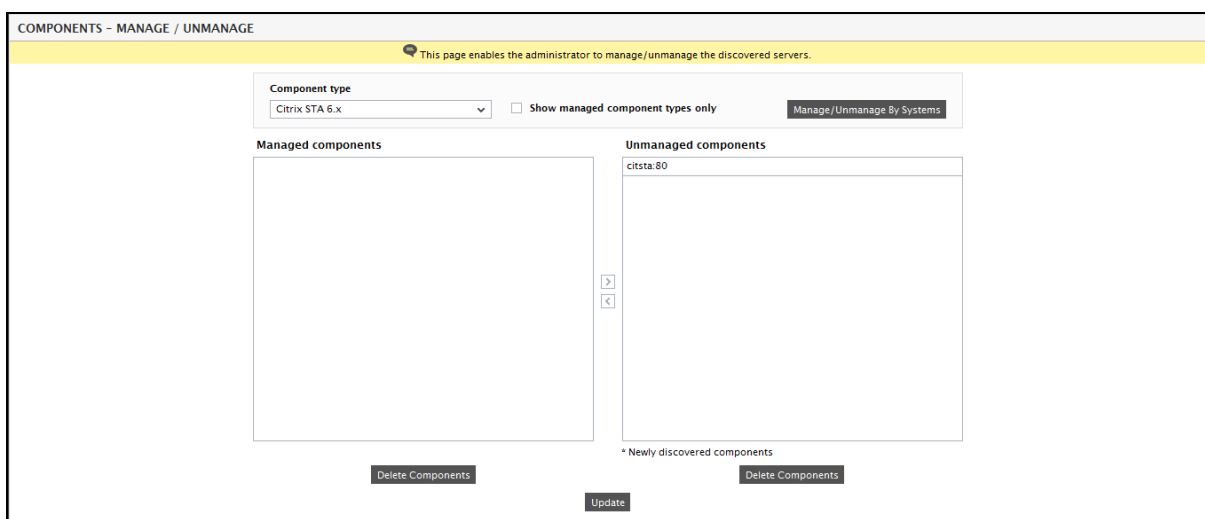 COMPONENTS - MANAGE / UNMANAGE
This page enables the administrator to manage/unmanage the discovered servers.
Component type
Citrix STA 6.x
Show managed component types only
Manage/Unmanage By Systems
Managed components
Unmanaged components
citsta:80
>
<
* Newly discovered components
Delete Components
Delete Components
Update